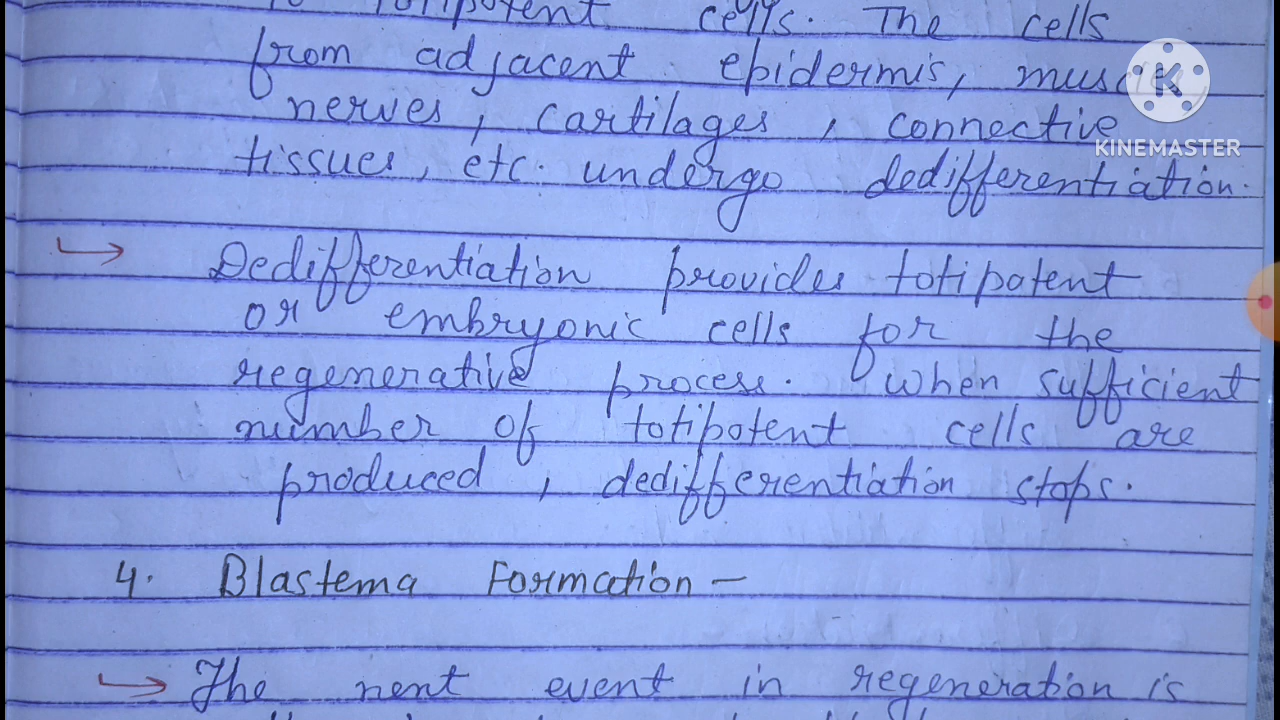 totipotent cells. The cells
from adjacent epidermis, muscles
nerves, cartilages, connective
tissues, etc. undergo dedifferentiation.
→ Dedifferentiation provides totipatent
or embryonic cells for the
regenerative process. When sufficient
number of totipotent cells are
produced, dedifferentiation stops.
4. Blastema Formation –
→ The next event in regeneration is
K
KINEMASTER